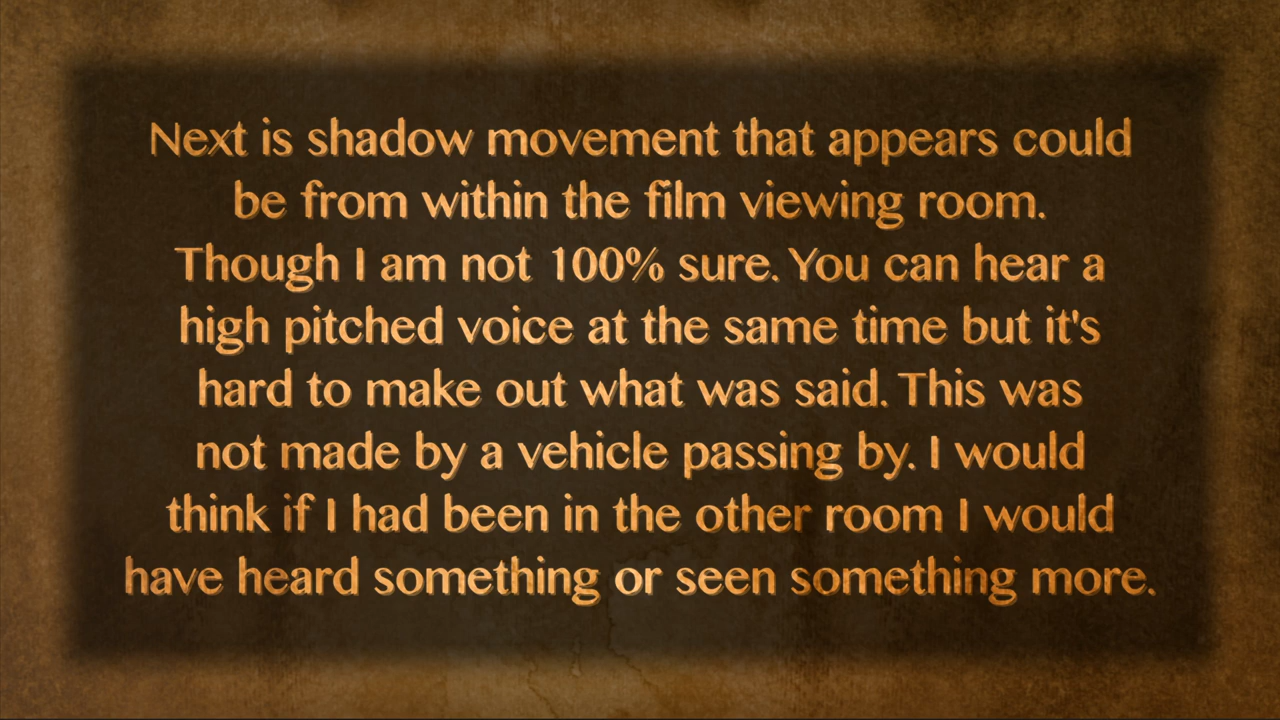 Next is shadow movement that appears could
be from within the film viewing room.
Though I am not 100% sure. You can hear a
high pitched voice at the same time but it's
hard to make out what was said. This was
not made by a vehicle passing by. I would
think if I had been in the other room I would
have heard something or seen something more.